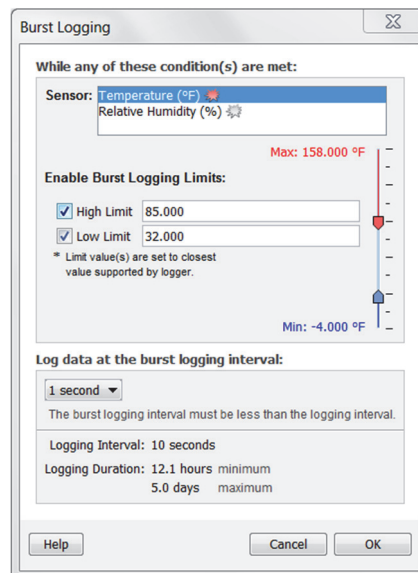 Burst Logging
While any of these condition(s) are met:
Sensor: Temperature (ºF)
Relative Humidity (%)
Max: 158.000 ºF
Enable Burst Logging Limits:
High Limit 85.000
Low Limit 32.000
* Limit value(s) are set to closest
value supported by logger.
Min: -4.000 ºF
Log data at the burst logging interval:
1 second
The burst logging interval must be less than the logging interval.
Logging Interval: 10 seconds
Logging Duration: 12.1 hours minimum
5.0 days maximum
Help Cancel OK